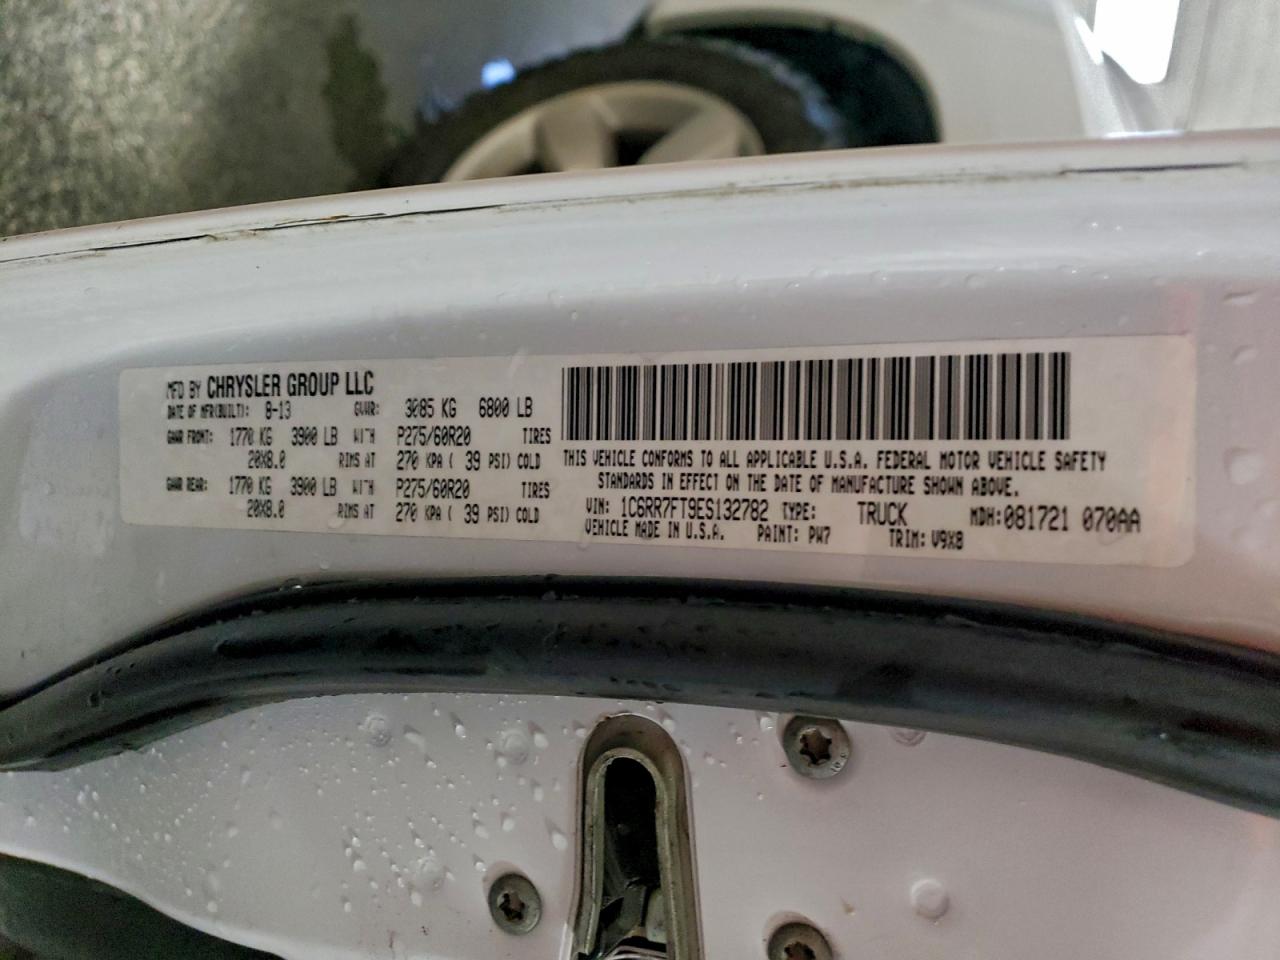 MFD BY CHRYSLER GROUP LLC
DATE OF MFR(BUILT): 8-13 GVWR: 3085 KG 6800 LB
GAWR FRONT: 1770 KG 3900 LB WITH P275/60R20 TIRES
20X8.0 RIMS AT 270 KPA ( 39 PSI) COLD
GAWR REAR: 1770 KG 3900 LB WITH P275/60R20 TIRES
20X8.0 RIMS AT 270 KPA ( 39 PSI) COLD
THIS VEHICLE CONFORMS TO ALL APPLICABLE U.S.A. FEDERAL MOTOR VEHICLE SAFETY
STANDARDS IN EFFECT ON THE DATE OF MANUFACTURE SHOWN ABOVE.
VIN: 1C6RR7FT9ES132782 TYPE: TRUCK MDH:081721 070AA
VEHICLE MADE IN U.S.A. PAINT: PW7 TRIM: V9X8